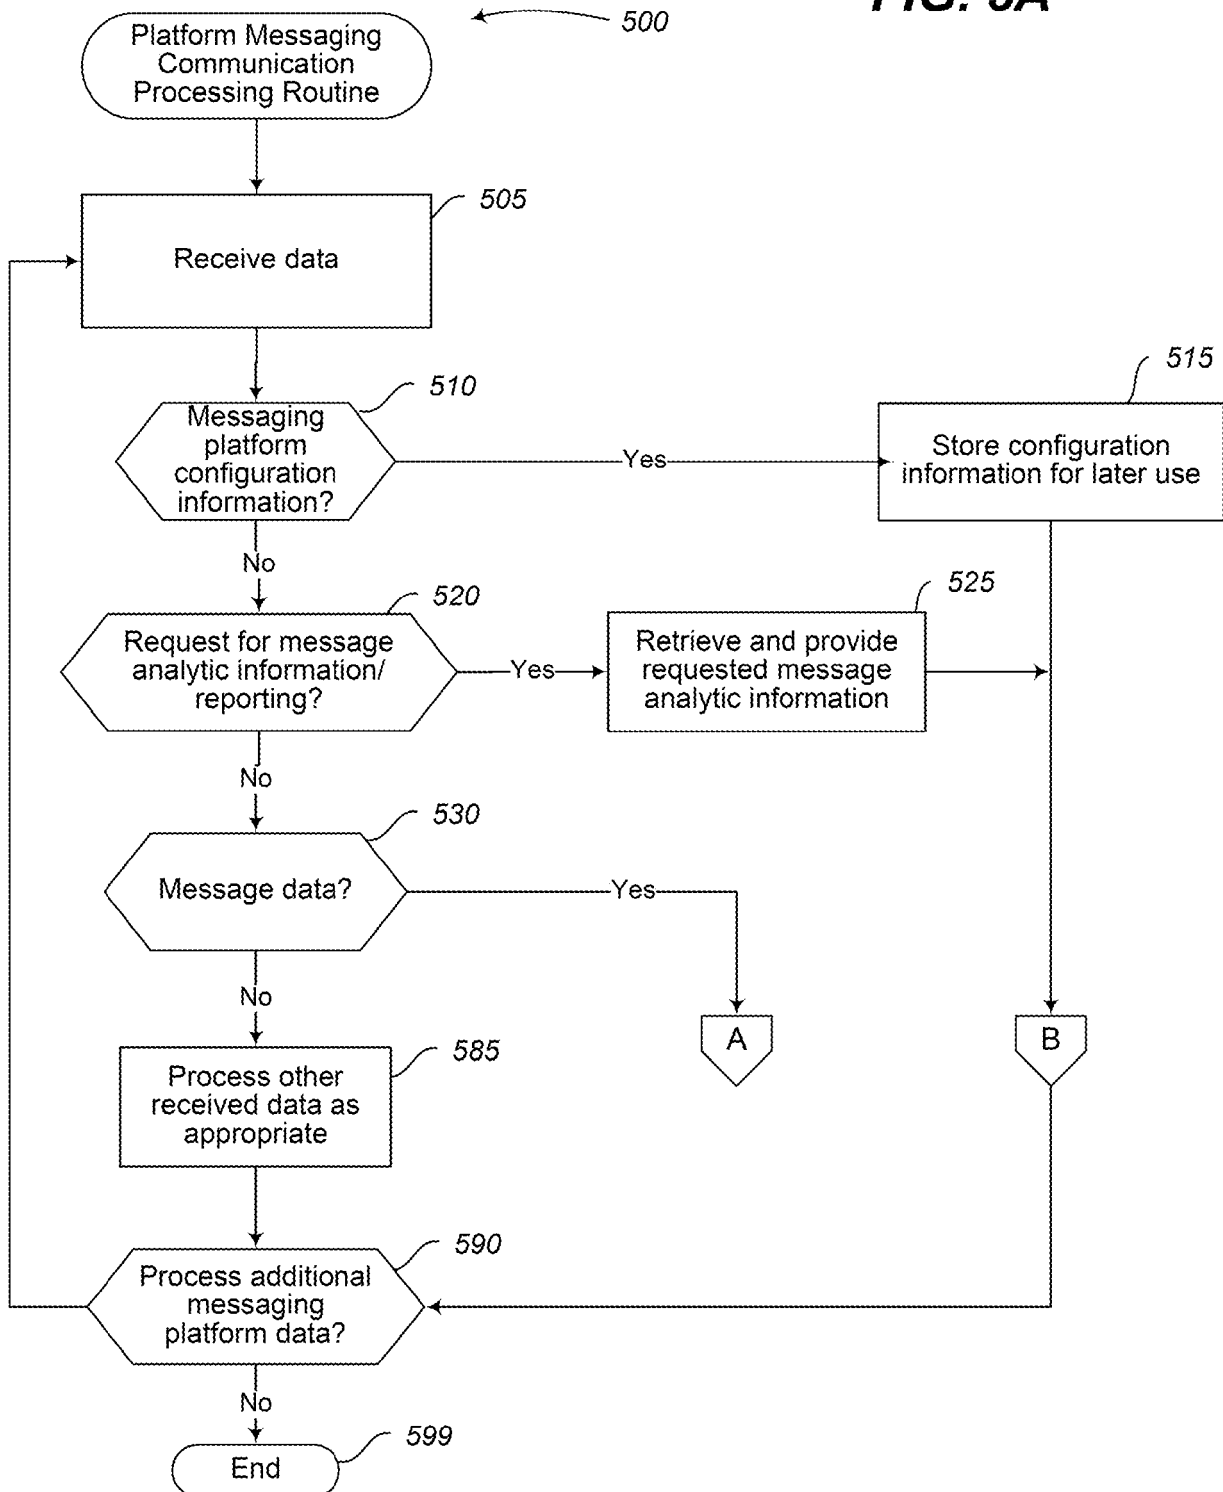 500
Platform Messaging
Communication
Processing Routine
505
Receive data
510
Messaging
platform
configuration
information?
Yes
515
Store configuration
information for later use
No
520
Request for message
analytic information/
reporting?
Yes
525
Retrieve and provide
requested message
analytic information
No
530
Message data?
Yes
No
A
B
585
Process other
received data as
appropriate
590
Process additional
messaging
platform data?
No
599
End